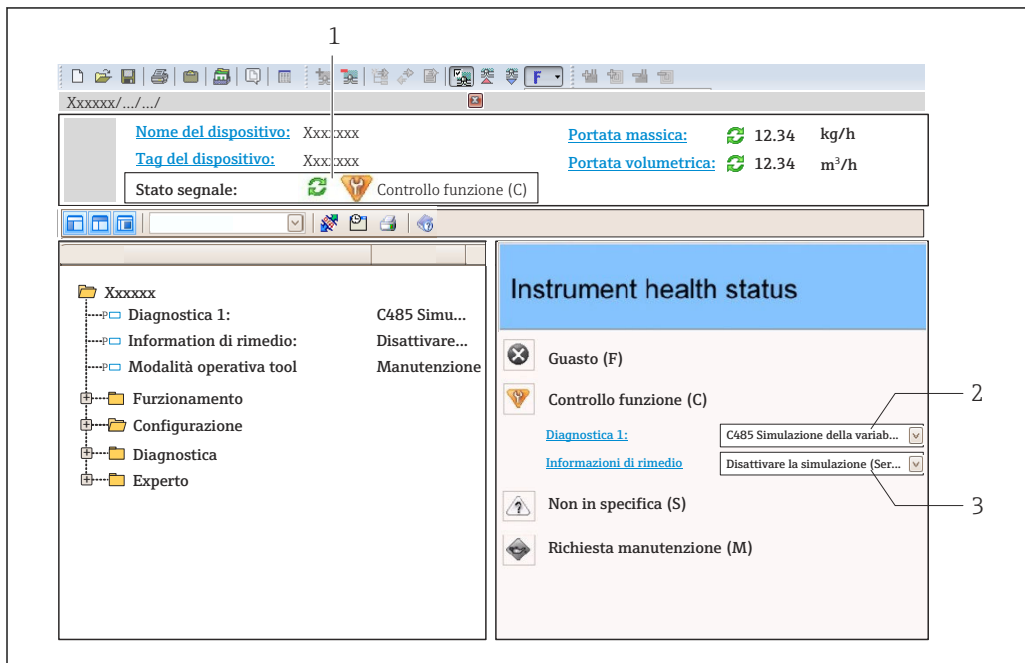 1
F
Xxxxxx/.../.../
Nome del dispositivo: Xxxxxxx Portata massica: 12.34 kg/h
Tag del dispositivo: Xxxxxxx Portata volumetrica: 12.34 m³/h
Stato segnale: Controllo funzione (C)
Xxxxxx
P Diagnostica 1: C485 Simu...
P Information di rimedio: Disattivare...
P Modalità operativa tool Manutenzione
Furzionamento
Configurazione
Diagnostica
Experto
Instrument health status
Guasto (F)
Controllo funzione (C)
2
Diagnostica 1: C485 Simulazione della variab...
Informazioni di rimedio Disattivare la simulazione (Ser...
3
Non in specifica (S)
Richiesta manutenzione (M)